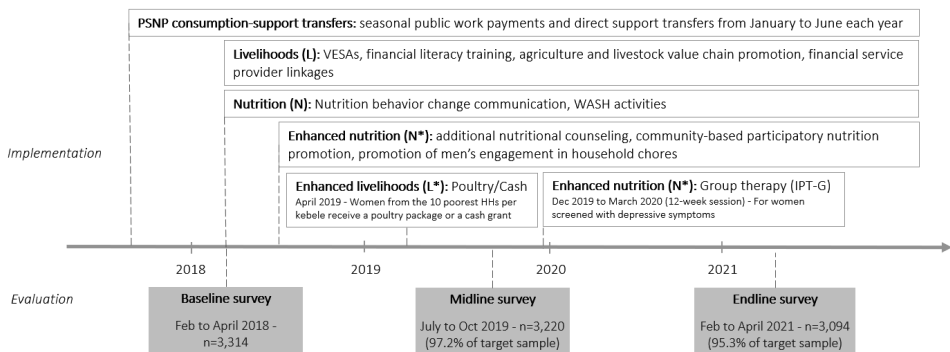 PSNP consumption-support transfers: seasonal public work payments and direct support transfers from January to June each year
Livelihoods (L): VESAs, financial literacy training, agriculture and livestock value chain promotion, financial service
provider linkages
Nutrition (N): Nutrition behavior change communication, WASH activities
Implementation
Enhanced nutrition (N*): additional nutritional counseling, community-based participatory nutrition
promotion, promotion of men's engagement in household chores
Enhanced livelihoods (L*): Poultry/Cash
April 2019 - Women from the 10 poorest HHs per
kebele receive a poultry package or a cash grant
Enhanced nutrition (N*): Group therapy (IPT-G)
Dec 2019 to March 2020 (12-week session) - For women
screened with depressive symptoms
2018
2019
2020
2021
Evaluation
Baseline survey
Feb to April 2018 -
n=3,314
Midline survey
July to Oct 2019 - n=3,220
(97.2% of target sample)
Endline survey
Feb to April 2021 - n=3,094
(95.3% of target sample)